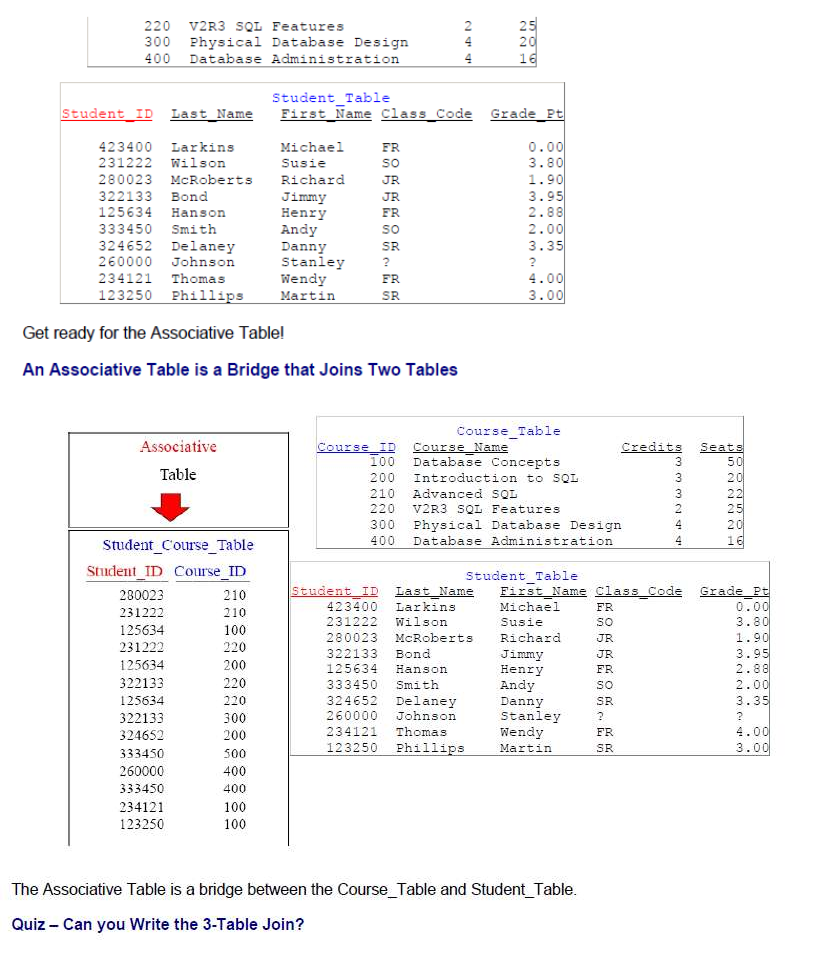 220 V2R3 SQL Features 2 25
300 Physical Database Design 4 20
400 Database Administration 4 16
Student_Table
Student_ID Last_Name First_Name Class_Code Grade_Pt
423400 Larkins Michael FR 0.00
231222 Wilson Susie SO 3.80
280023 McRoberts Richard JR 1.90
322133 Bond Jimmy JR 3.95
125634 Hanson Henry FR 2.88
333450 Smith Andy SO 2.00
324652 Delaney Danny SR 3.35
260000 Johnson Stanley ? ?
234121 Thomas Wendy FR 4.00
123250 Phillips Martin SR 3.00
Get ready for the Associative Table!
An Associative Table is a Bridge that Joins Two Tables
Associative
Table
Student_Course_Table
Student_ID Course_ID
280023 210
231222 210
125634 100
231222 220
125634 200
322133 220
125634 220
322133 300
324652 200
333450 500
260000 400
333450 400
234121 100
123250 100
Course_Table
Course_ID Course_Name Credits Seats
100 Database Concepts 3 50
200 Introduction to SQL 3 20
210 Advanced SQL 3 22
220 V2R3 SQL Features 2 25
300 Physical Database Design 4 20
400 Database Administration 4 16
Student_Table
Student_ID Last_Name First_Name Class_Code Grade_Pt
423400 Larkins Michael FR 0.00
231222 Wilson Susie SO 3.80
280023 McRoberts Richard JR 1.90
322133 Bond Jimmy JR 3.95
125634 Hanson Henry FR 2.88
333450 Smith Andy SO 2.00
324652 Delaney Danny SR 3.35
260000 Johnson Stanley ? ?
234121 Thomas Wendy FR 4.00
123250 Phillips Martin SR 3.00
The Associative Table is a bridge between the Course_Table and Student_Table.
Quiz – Can you Write the 3-Table Join?